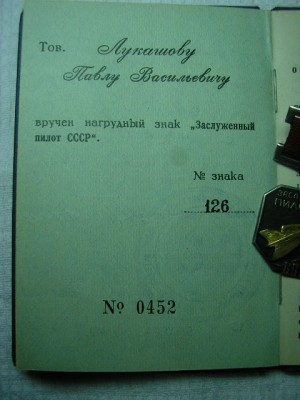 Тов. Лукашову
Павлу Васильевичу
вручен нагрудный знак „Заслуженный
пилот СССР“.
№ знака
126
№ 0452